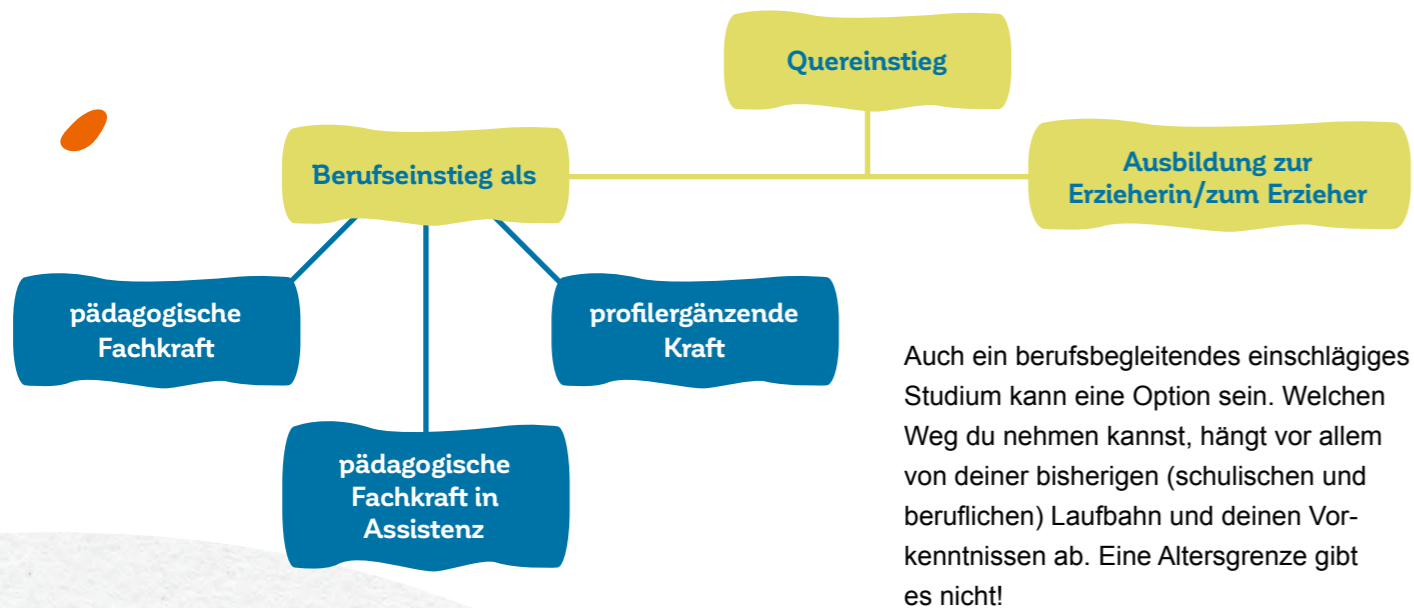 Quereinstieg
Berufseinstieg als
Ausbildung zur
Erzieherin/zum Erzieher
pädagogische
Fachkraft
profilergänzende
Kraft
pädagogische
Fachkraft in
Assistenz
Auch ein berufsbegleitendes einschlägiges
Studium kann eine Option sein. Welchen
Weg du nehmen kannst, hängt vor allem
von deiner bisherigen (schulischen und
beruflichen) Laufbahn und deinen Vor-
kenntnissen ab. Eine Altersgrenze gibt
es nicht!